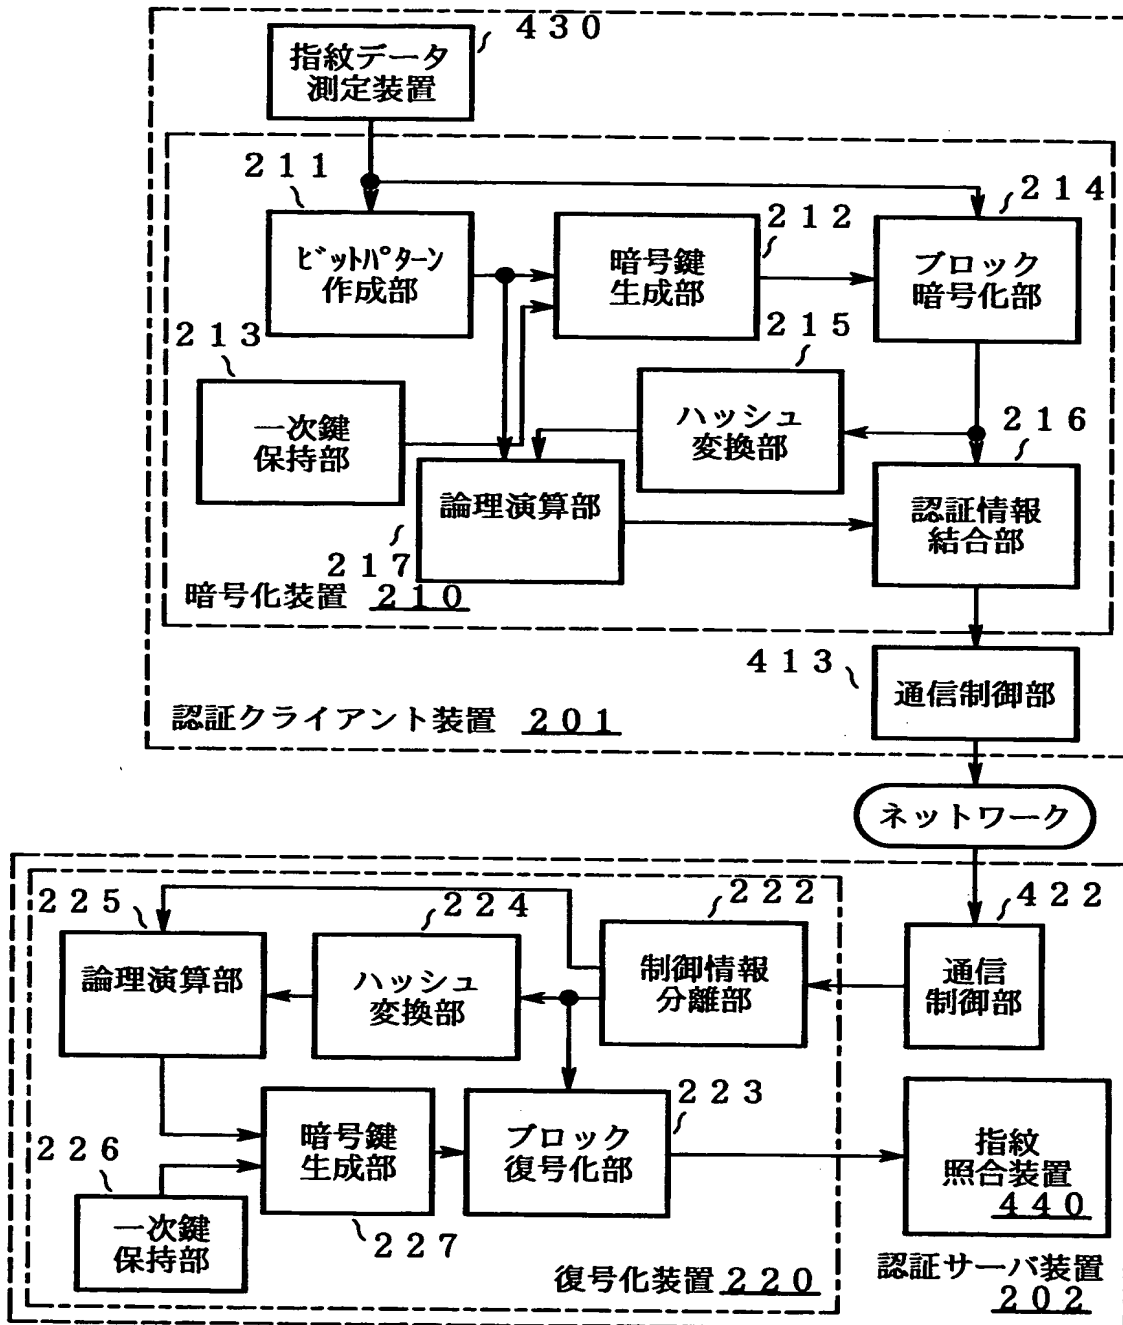 430
指紋データ
測定装置
211
ビットパターン
作成部
212
暗号鍵
生成部
214
ブロック
暗号化部
213
一次鍵
保持部
215
ハッシュ
変換部
216
認証情報
結合部
217
論理演算部
暗号化装置 210
413
通信制御部
認証クライアント装置 201
ネットワーク
225
論理演算部
224
ハッシュ
変換部
222
制御情報
分離部
422
通信
制御部
226
一次鍵
保持部
暗号鍵
生成部
227
223
ブロック
復号化部
指紋
照合装置
440
復号化装置 220
認証サーバ装置
202